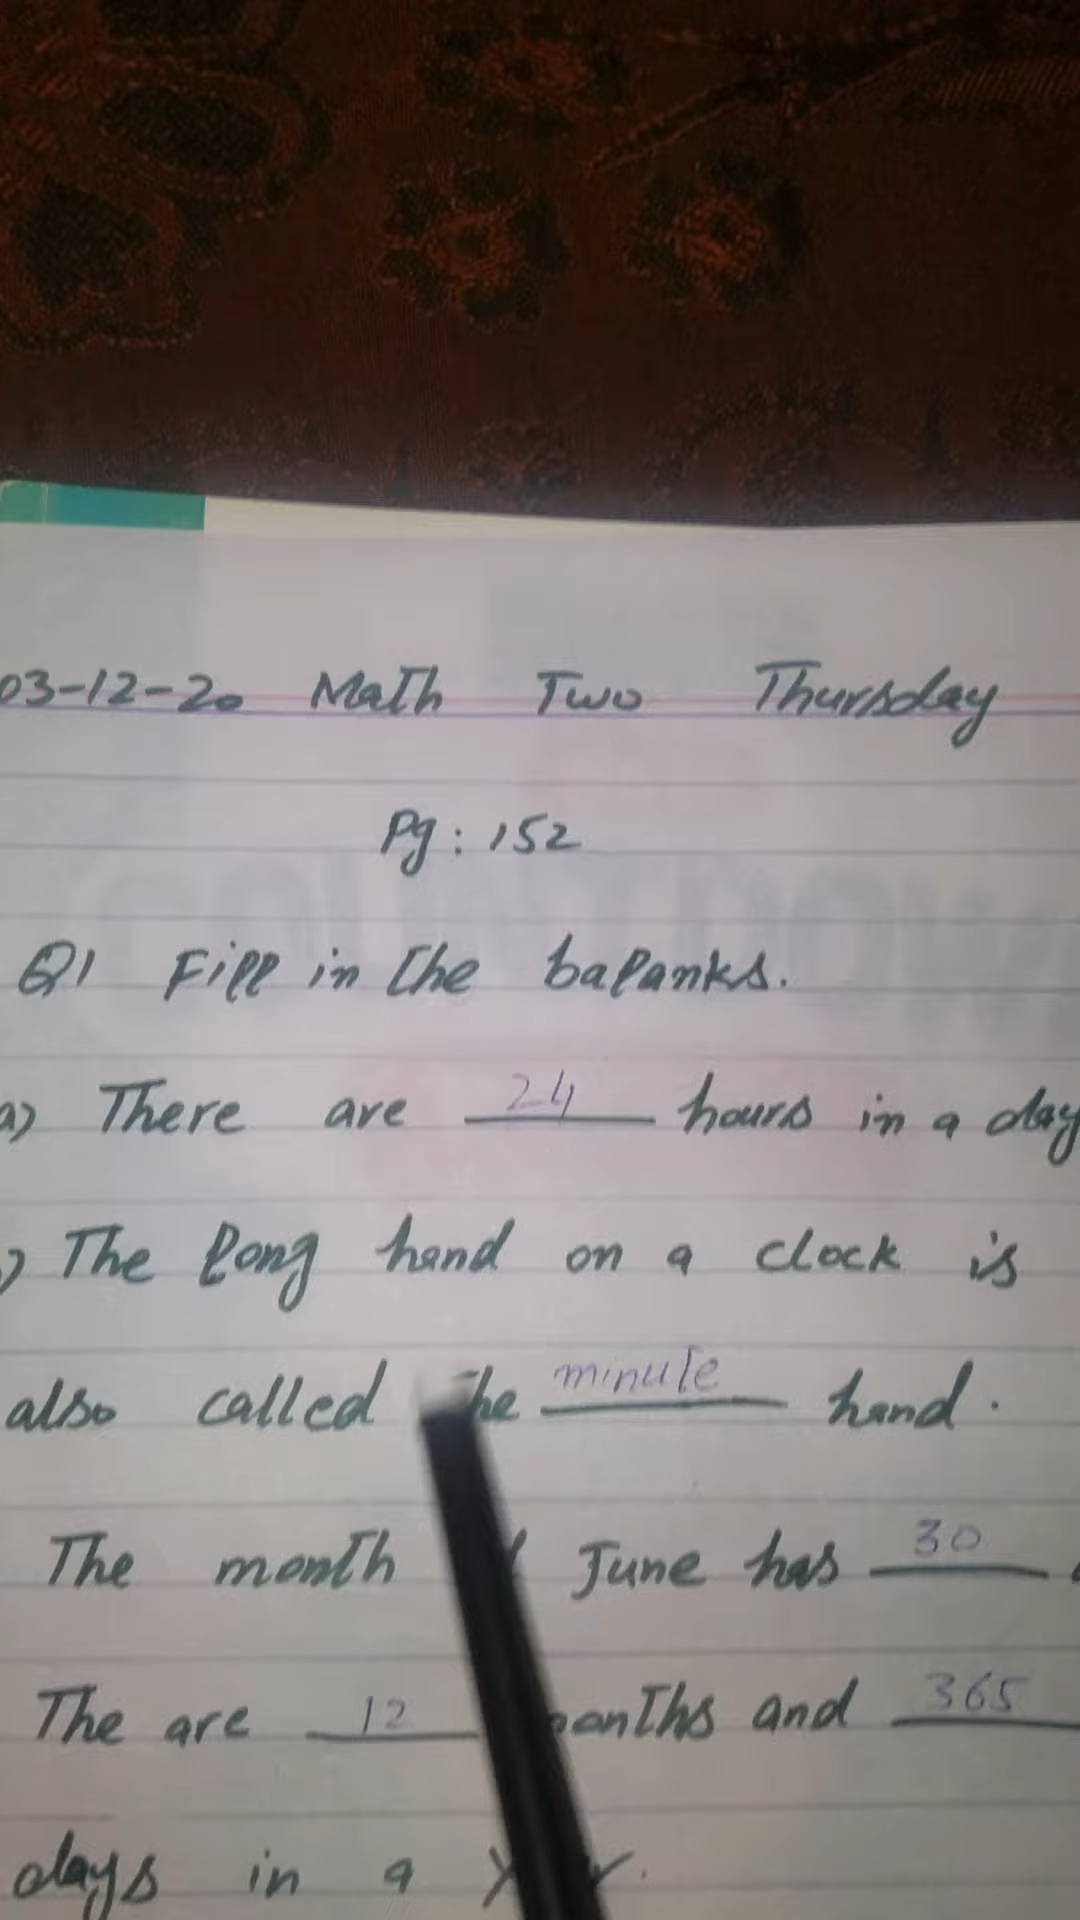 03-12-20 Math Two Thursday
Pg: 152
Q1 Fill in the balanks.
a) There are 24 hours in a day
) The long hand on a clock is
also called the minute hand.
The month June has 30
The are 12 months and 365
days in a